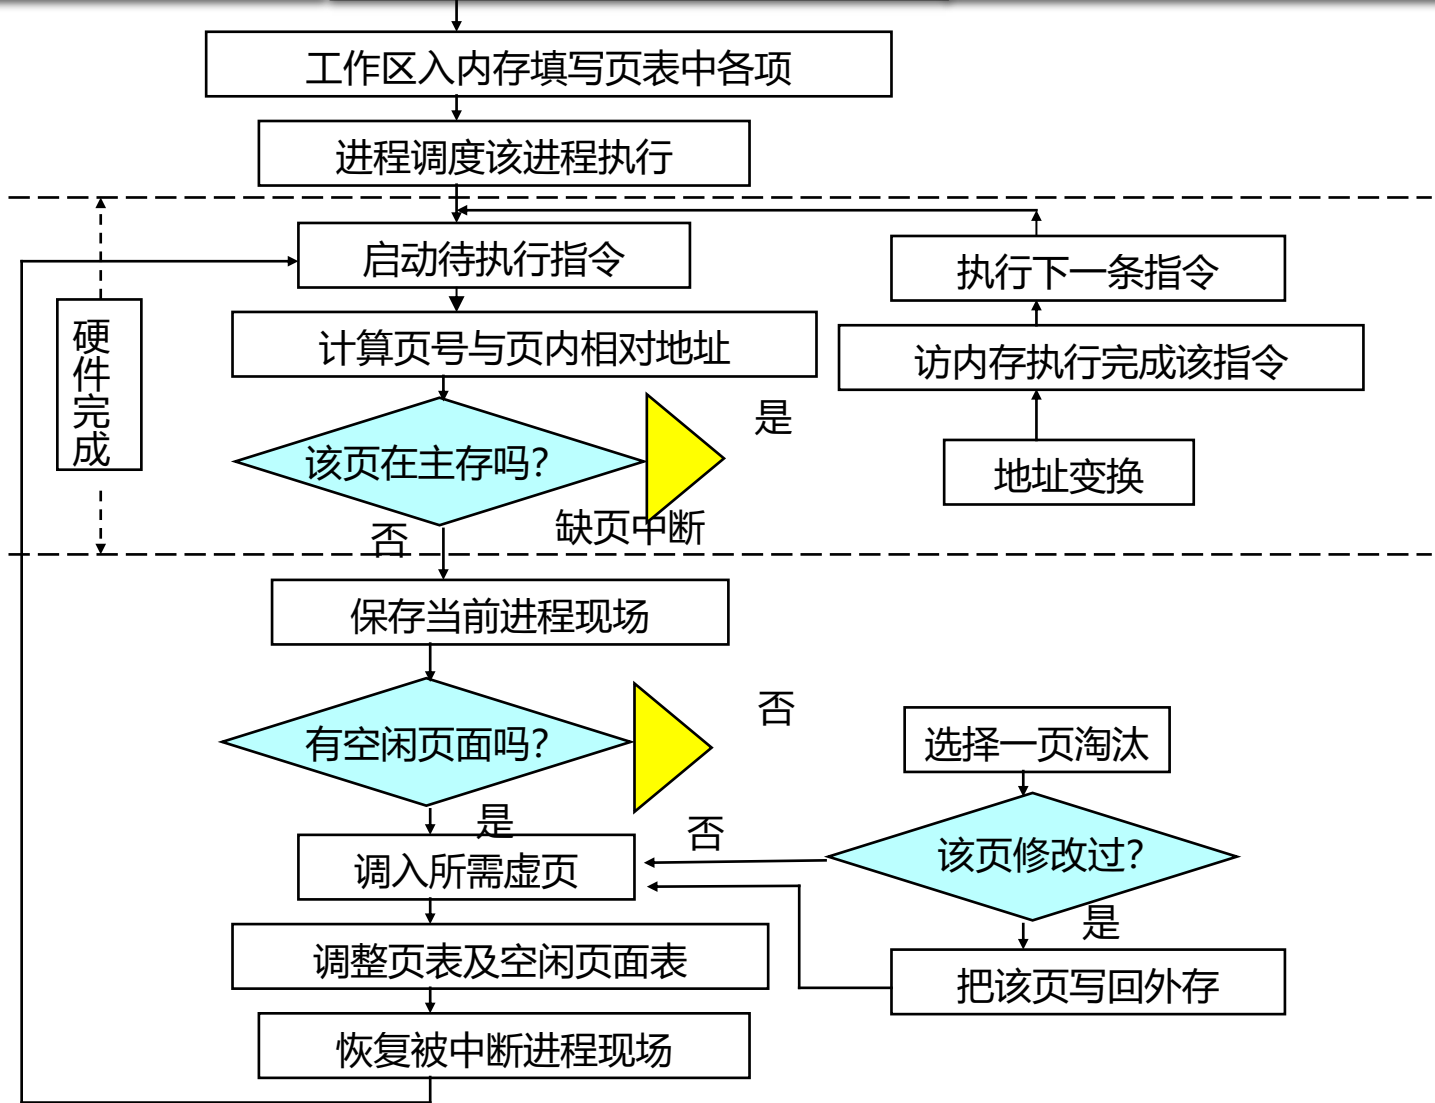 工作区入内存填写页表中各项
进程调度该进程执行
启动待执行指令
执行下一条指令
硬件完成
计算页号与页内相对地址
访内存执行完成该指令
是
该页在主存吗?
地址变换
否
缺页中断
保存当前进程现场
有空闲页面吗?
否
选择一页淘汰
是
否
该页修改过?
调入所需虚页
是
调整页表及空闲页面表
把该页写回外存
恢复被中断进程现场